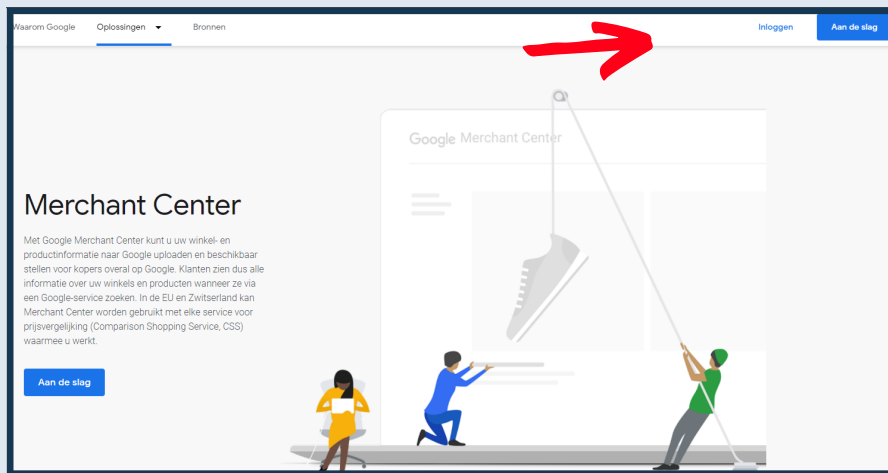 Waarom Google Oplossingen Bronnen Inloggen Aan de slag
Google Merchant Center
Merchant Center
Met Google Merchant Center kunt u uw winkel- en
productinformatie naar Google uploaden en beschikbaar
stellen voor kopers overal op Google. Klanten zien dus alle
informatie over uw winkels en producten wanneer ze via
een Google-service zoeken. In de EU en Zwitserland kan
Merchant Center worden gebruikt met elke service voor
prijsvergelijking (Comparison Shopping Service, CSS)
waarmee u werkt.
Aan de slag